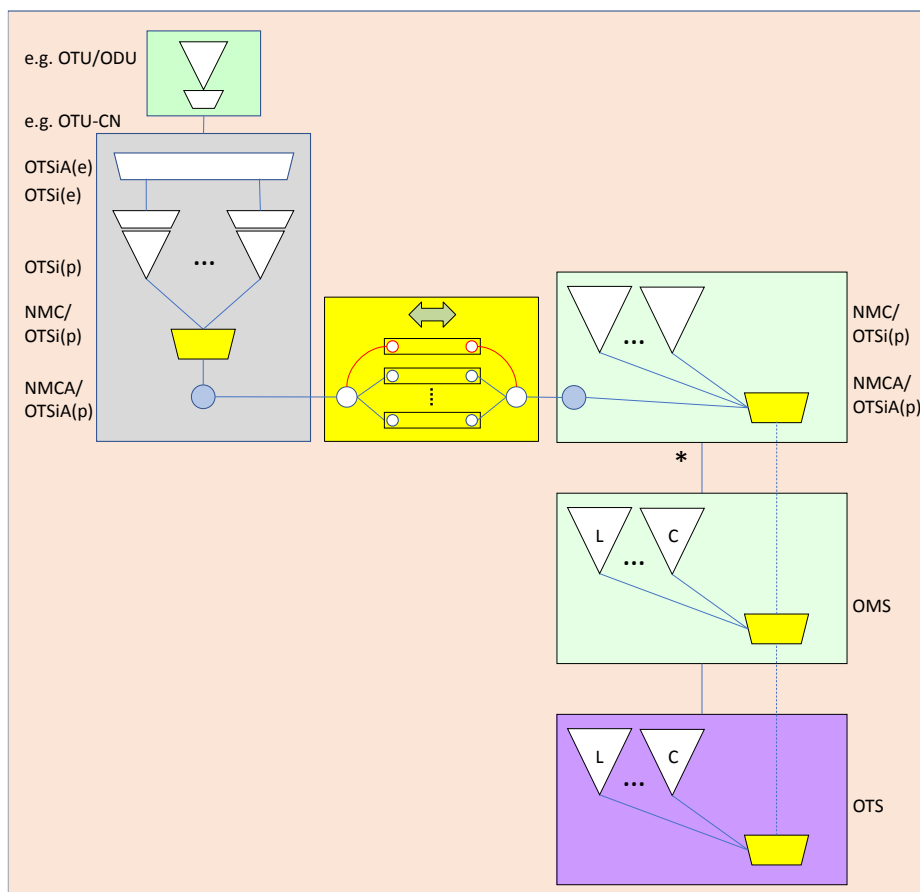 e.g. OTU/ODU
e.g. OTU-CN
OTSiA(e)
OTSi(e)
OTSi(p)
...
NMC/
OTSi(p)
NMCA/
OTSiA(p)
...
NMC/
OTSi(p)
NMCA/
OTSiA(p)
*
L C
...
OMS
L C
...
OTS